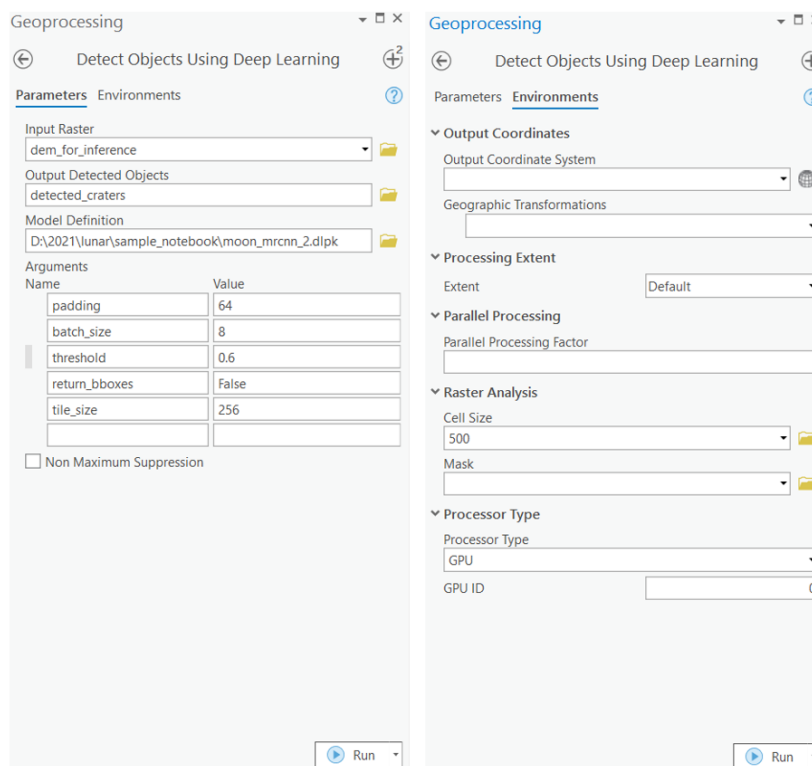 Geoprocessing
Detect Objects Using Deep Learning
2
Parameters Environments
?
Input Raster
dem_for_inference
Output Detected Objects
detected_craters
Model Definition
D:\2021\lunar\sample_notebook\moon_mrcnn_2.dlpk
Arguments
Name Value
padding 64
batch_size 8
threshold 0.6
return_bboxes False
tile_size 256
Non Maximum Suppression
Run
Geoprocessing
Detect Objects Using Deep Learning
Parameters Environments
Output Coordinates
Output Coordinate System
Geographic Transformations
Processing Extent
Extent Default
Parallel Processing
Parallel Processing Factor
Raster Analysis
Cell Size
500
Mask
Processor Type
Processor Type
GPU
GPU ID 0
Run